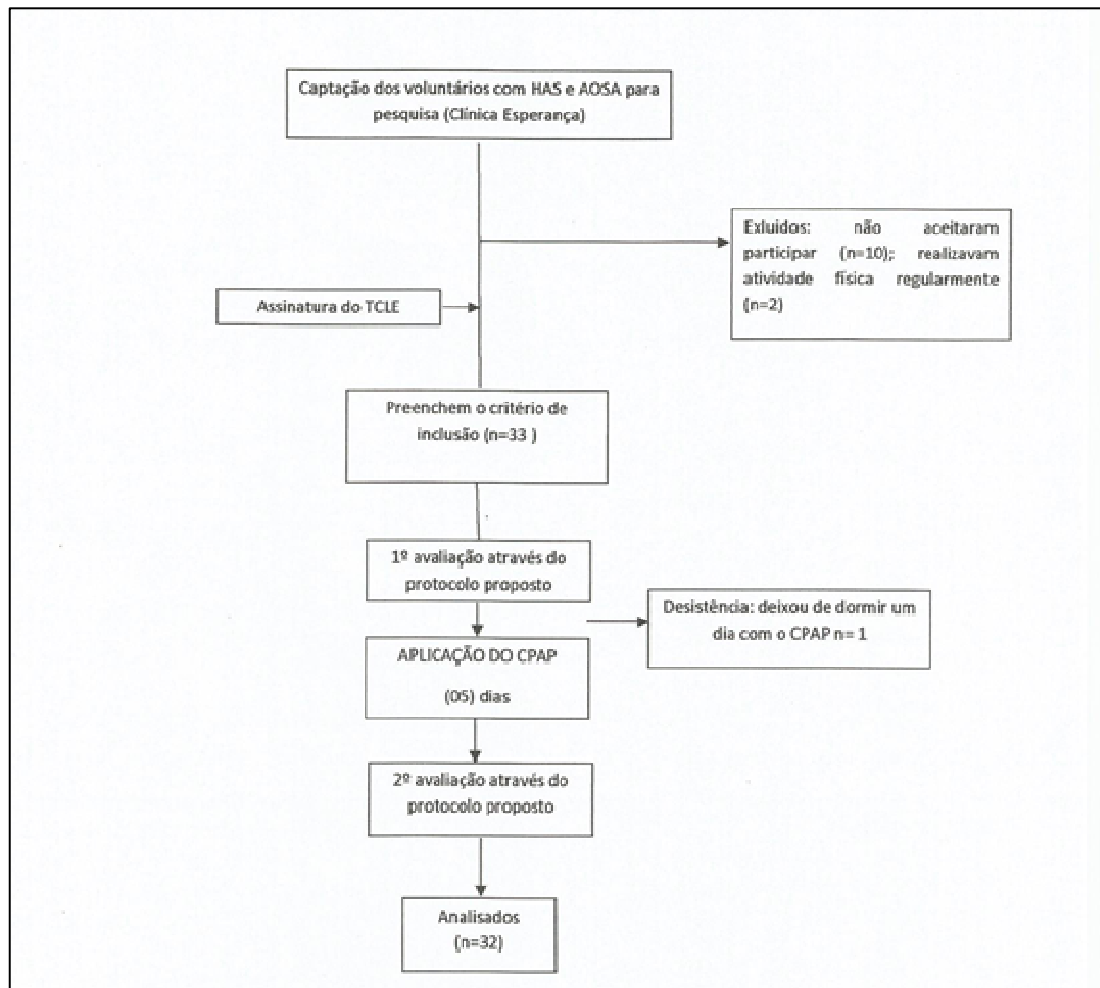 Captação dos voluntários com HAS e AOSA para
pesquisa (Clínica Esperança)
Exluidos: não aceitaram
participar (n=10); realizavam
atividade física regularmente
(n=2)
Assinatura do TCLE
Preenchem o critério de
inclusão (n=33 )
1º avaliação através do
protocolo proposto
Desistência: deixou de dormir um
dia com o CPAP n= 1
APLICAÇÃO DO CPAP
(05) dias
2º avaliação através do
protocolo proposto
Analisados
(n=32)